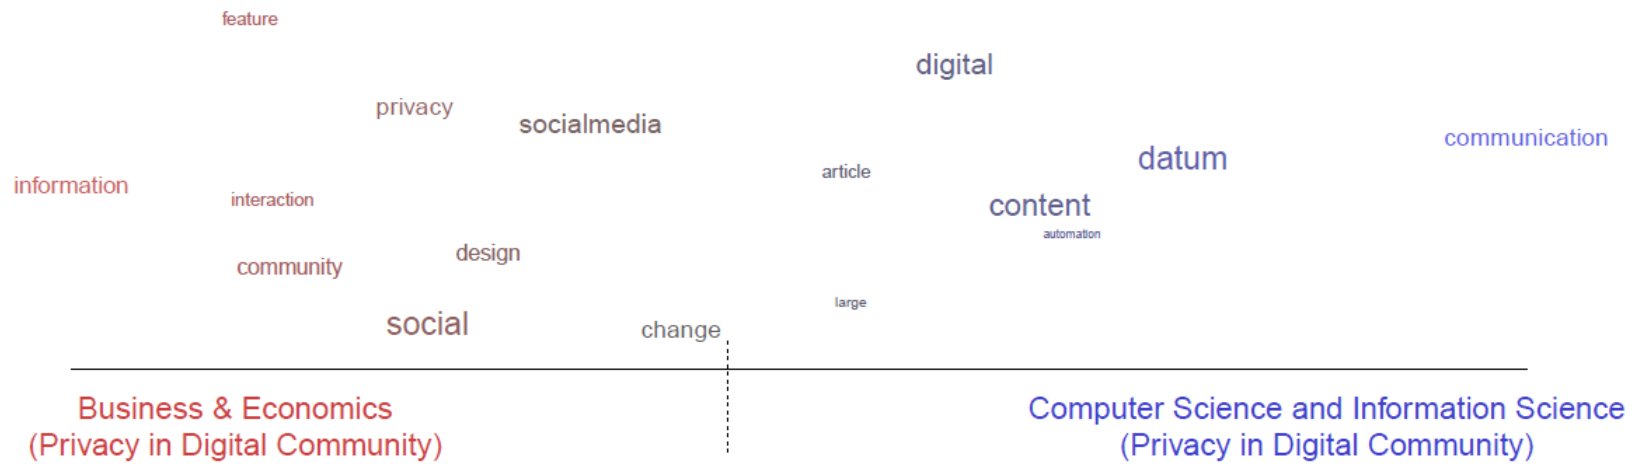 feature
digital
privacy
socialmedia
communication
datum
article
information
interaction
content
automation
design
community
large
social
change
Business & Economics
(Privacy in Digital Community)
Computer Science and Information Science
(Privacy in Digital Community)